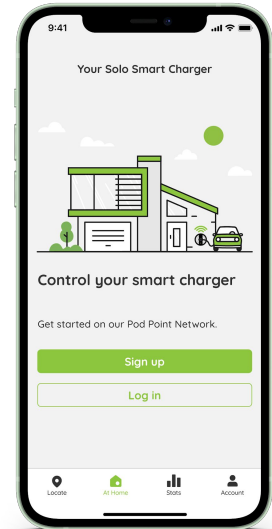 9:41
Your Solo Smart Charger
Control your smart charger
Get started on our Pod Point Network.
Sign up
Log in
Locate
At Home
Stats
Account